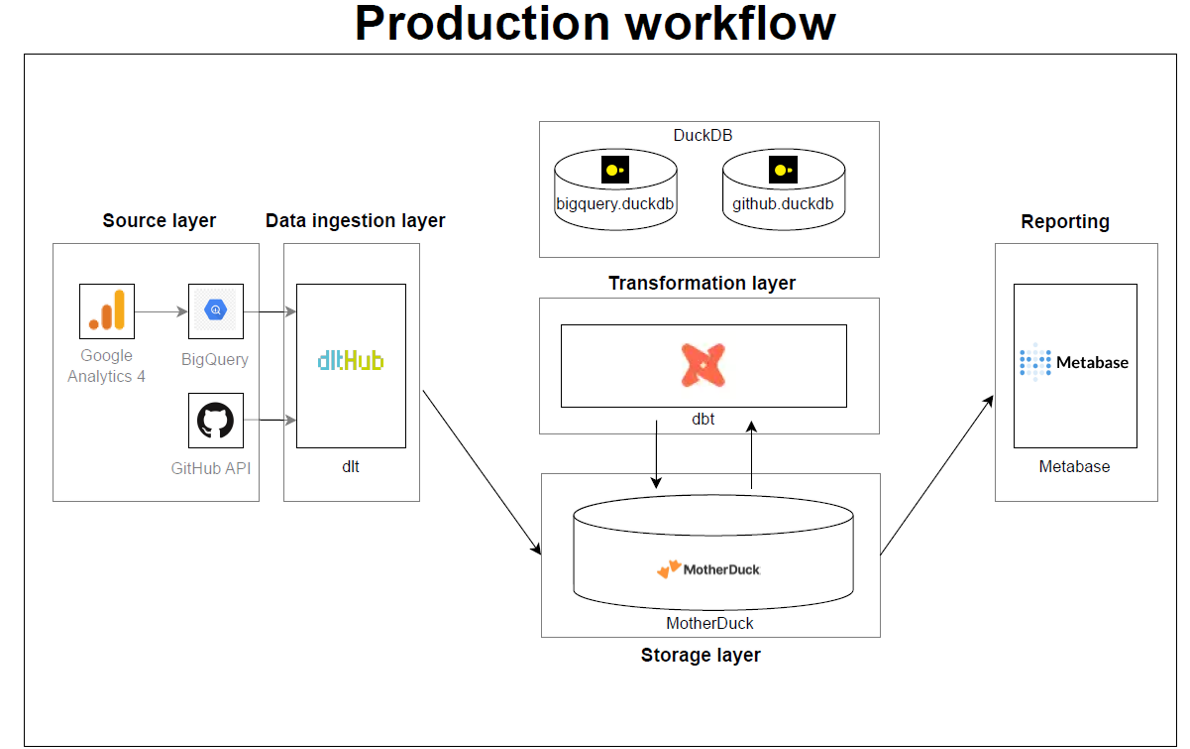 Production workflow
DuckDB
bigquery.duckdb
github.duckdb
Source layer
Data ingestion layer
Reporting
Transformation layer
Google
Analytics 4
BigQuery
dltHub
Metabase
dbt
GitHub API
dlt
Metabase
MotherDuck
MotherDuck
Storage layer